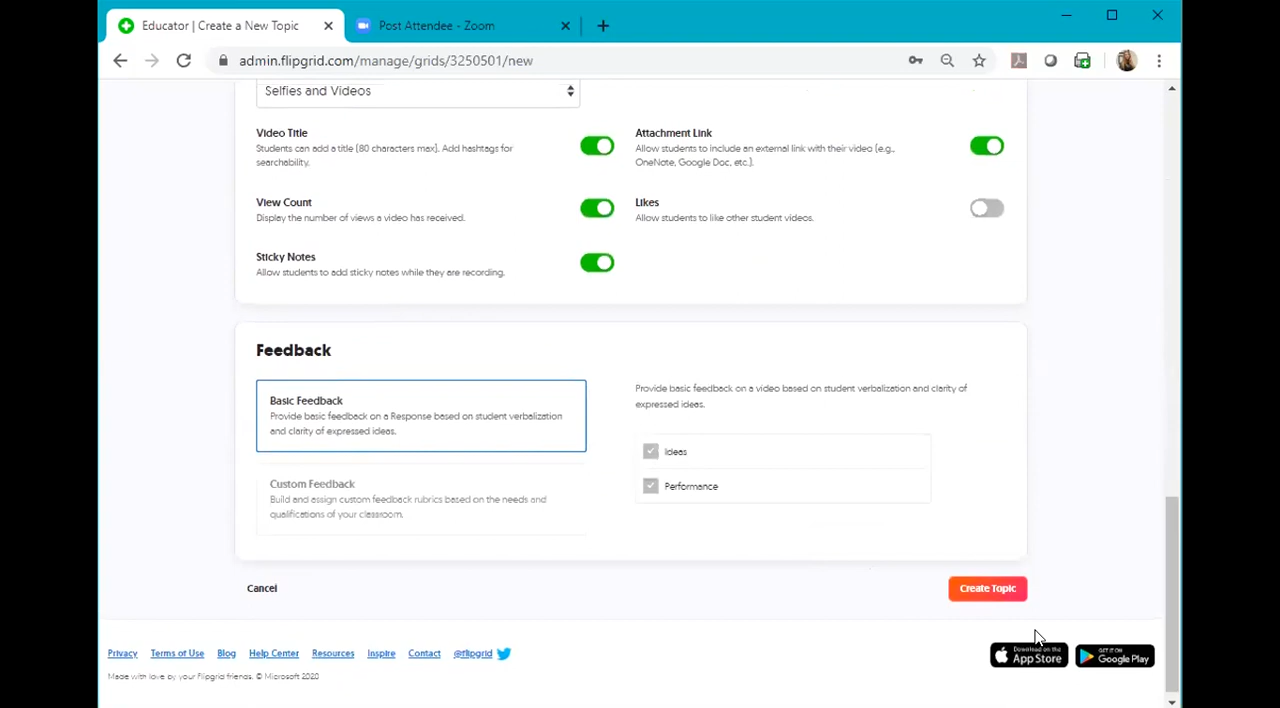 Educator | Create a New Topic
Post Attendee - Zoom
admin.flipgrid.com/manage/grids/3250501/new
Selfies and Videos
Video Title
Students can add a title (80 characters max). Add hashtags for
searchability.
Attachment Link
Allow students to include an external link with their video (e.g.,
OneNote, Google Doc, etc.).
View Count
Display the number of views a video has received.
Likes
Allow students to like other student videos.
Sticky Notes
Allow students to add sticky notes while they are recording.
Feedback
Basic Feedback
Provide basic feedback on a Response based on student verbalization
and clarity of expressed ideas.
Custom Feedback
Build and assign custom feedback rubrics based on the needs and
qualifications of your classroom.
Provide basic feedback on a video based on student verbalization and clarity of
expressed ideas.
Ideas
Performance
Cancel
Create Topic
Privacy Terms of Use Blog Help Center Resources Inspire Contact @flipgrid
Made with love by your Flipgrid friends. © Microsoft 2020
Download on the
App Store
GET IT ON
Google Play